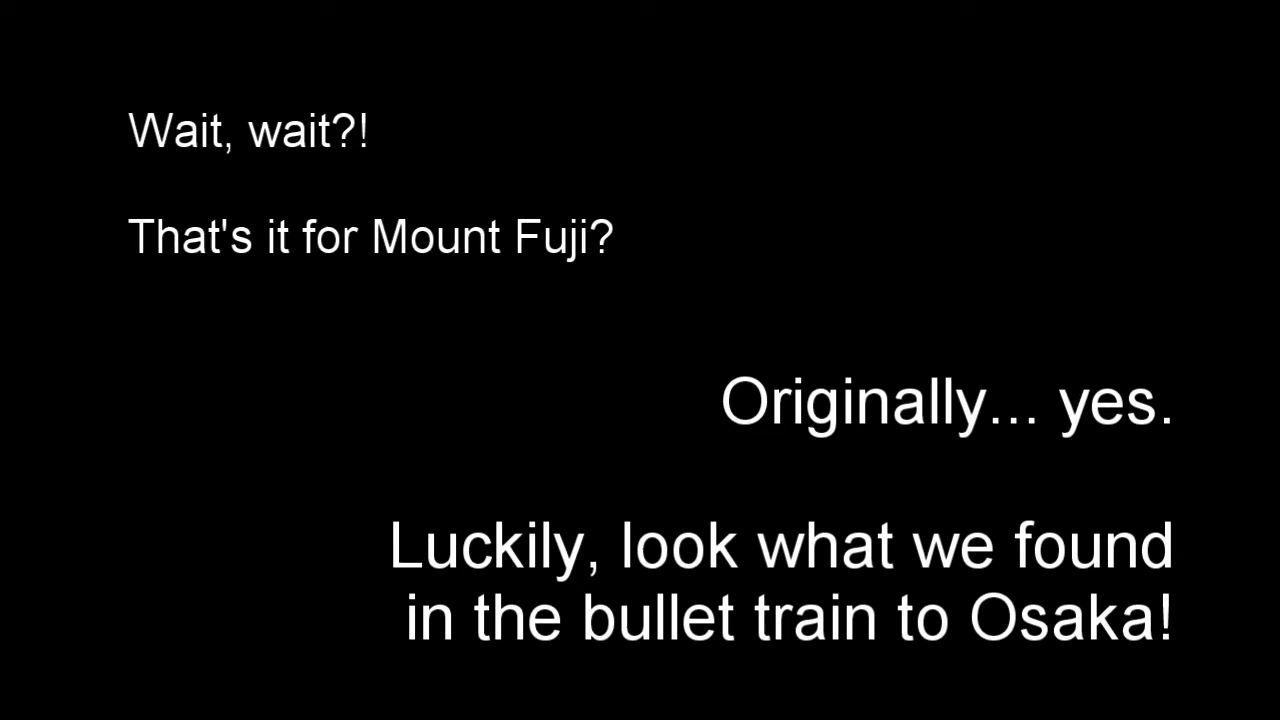 Wait, wait?!
That's it for Mount Fuji?
Originally... yes.
Luckily, look what we found
in the bullet train to Osaka!